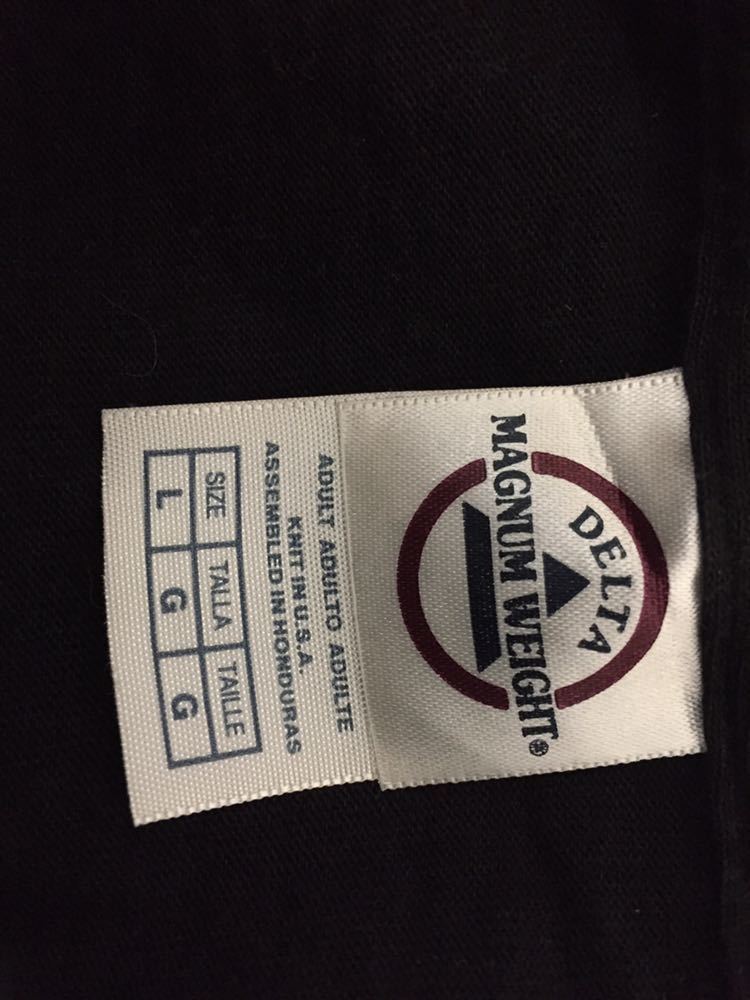 DELTA
MAGNUM WEIGHT®
ADULT ADULTO ADULTE
KNIT IN U.S.A.
ASSEMBLED IN HONDURAS
SIZE TALLA TAILLE
L G G